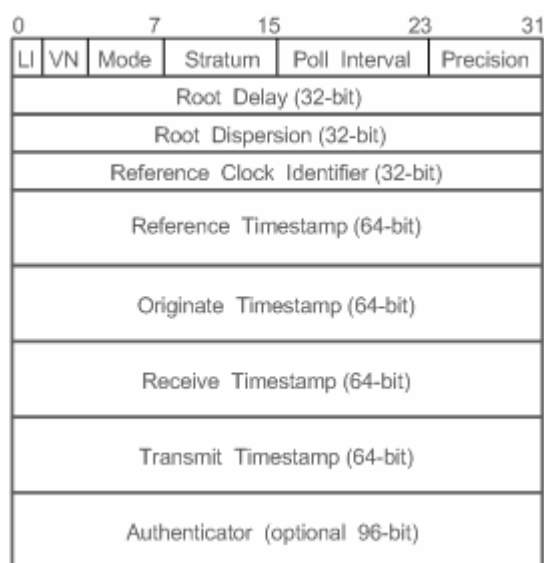 0 7 15 23 31
LI VN Mode Stratum Poll Interval Precision
Root Delay (32-bit)
Root Dispersion (32-bit)
Reference Clock Identifier (32-bit)
Reference Timestamp (64-bit)
Originate Timestamp (64-bit)
Receive Timestamp (64-bit)
Transmit Timestamp (64-bit)
Authenticator (optional 96-bit)